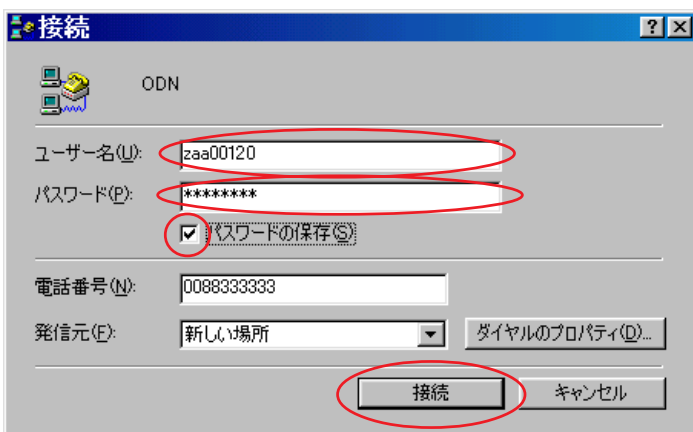 接続
ODN
ユーザー名(U): zaa00120
パスワード(P): ********
パスワードの保存(S)
電話番号(N): 0088333333
発信元(F): 新しい場所 ダイヤルのプロパティ(D)...
接続 キャンセル